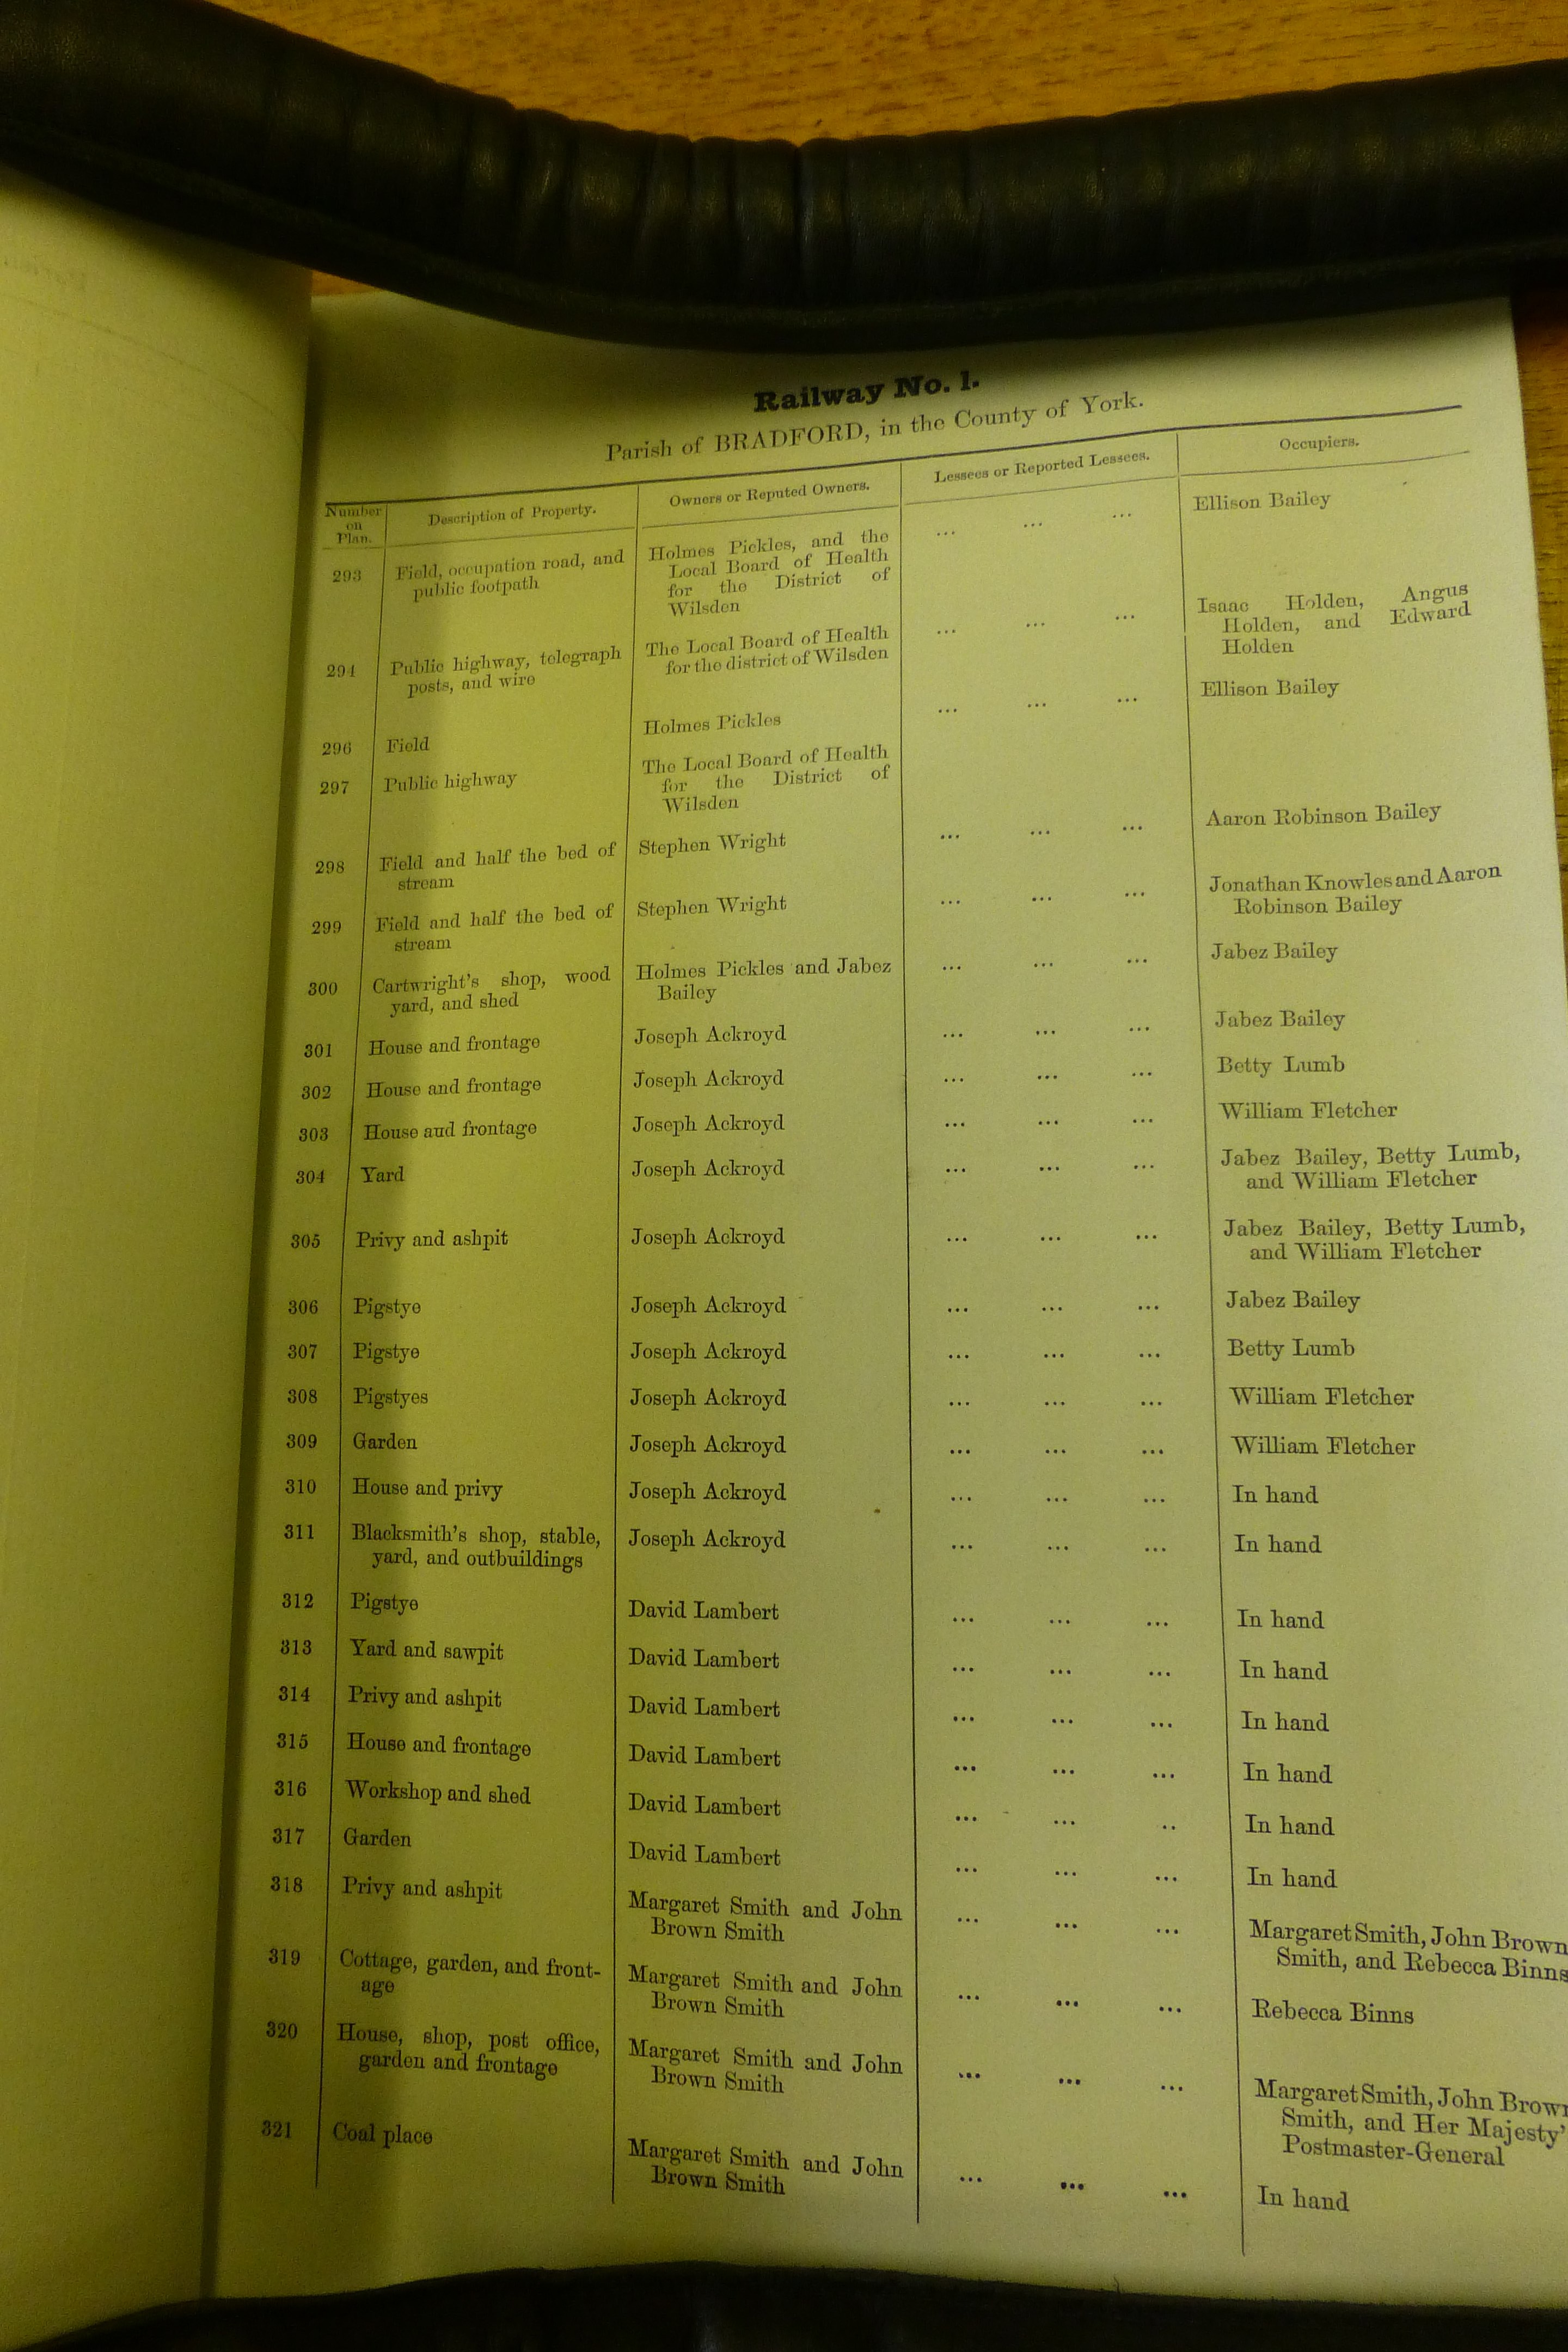 Railway No. 1.
Parish of BRADFORD, in the County of York.
Number on Plan. Description of Property. Owners or Reputed Owners. Lessees or Reported Lessees. Occupiers.
293 Field, occupation road, and Holmes Pickles, and the ... ... ... Ellison Bailey
public footpath Local Board of Health
for the District of
Wilsden
294 Public highway, telegraph The Local Board of Health ... ... ... Isaac Holden, Angus
posts, and wire for the district of Wilsden Holden, and Edward
Holden
296 Field Holmes Pickles ... ... ... Ellison Bailey
297 Public highway The Local Board of Health
for the District of
Wilsden
298 Field and half the bed of Stephen Wright ... ... ... Aaron Robinson Bailey
stream
299 Field and half the bed of Stephen Wright ... ... ... Jonathan Knowles and Aaron
stream Robinson Bailey
300 Cartwright's shop, wood Holmes Pickles and Jabez ... ... ... Jabez Bailey
yard, and shed Bailey
301 House and frontage Joseph Ackroyd ... ... ... Jabez Bailey
302 House and frontage Joseph Ackroyd ... ... ... Betty Lumb
303 House and frontage Joseph Ackroyd ... ... ... William Fletcher
304 Yard Joseph Ackroyd ... ... ... Jabez Bailey, Betty Lumb,
and William Fletcher
305 Privy and ashpit Joseph Ackroyd ... ... ... Jabez Bailey, Betty Lumb,
and William Fletcher
306 Pigstye Joseph Ackroyd ... ... ... Jabez Bailey
307 Pigstye Joseph Ackroyd ... ... ... Betty Lumb
308 Pigstyes Joseph Ackroyd ... ... ... William Fletcher
309 Garden Joseph Ackroyd ... ... ... William Fletcher
310 House and privy Joseph Ackroyd ... ... ... In hand
311 Blacksmith's shop, stable, Joseph Ackroyd ... ... ... In hand
yard, and outbuildings
312 Pigstye David Lambert ... ... ... In hand
313 Yard and sawpit David Lambert ... ... ... In hand
314 Privy and ashpit David Lambert ... ... ... In hand
315 House and frontage David Lambert ... ... ... In hand
316 Workshop and shed David Lambert ... ... .. In hand
317 Garden David Lambert ... ... ... In hand
318 Privy and ashpit Margaret Smith and John ... ... ... Margaret Smith, John Brown
Brown Smith Smith, and Rebecca Binns
319 Cottage, garden, and front- Margaret Smith and John ... ... ... Rebecca Binns
age Brown Smith
320 House, shop, post office, Margaret Smith and John ... ... ... Margaret Smith, John Brown
garden and frontage Brown Smith Smith, and Her Majesty'
Postmaster-General
321 Coal place Margaret Smith and John ... ... ... In hand
Brown Smith